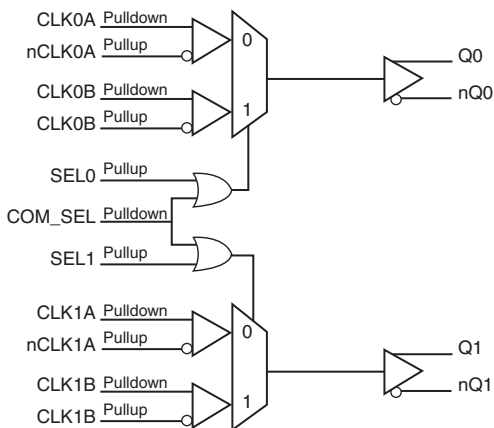 CLK0A Pulldown
nCLK0A Pullup
0
CLK0B Pulldown
CLK0B Pullup
1
Q0
nQ0
SEL0 Pullup
COM_SEL Pulldown
SEL1 Pullup
CLK1A Pulldown
nCLK1A Pullup
0
CLK1B Pulldown
CLK1B Pullup
1
Q1
nQ1